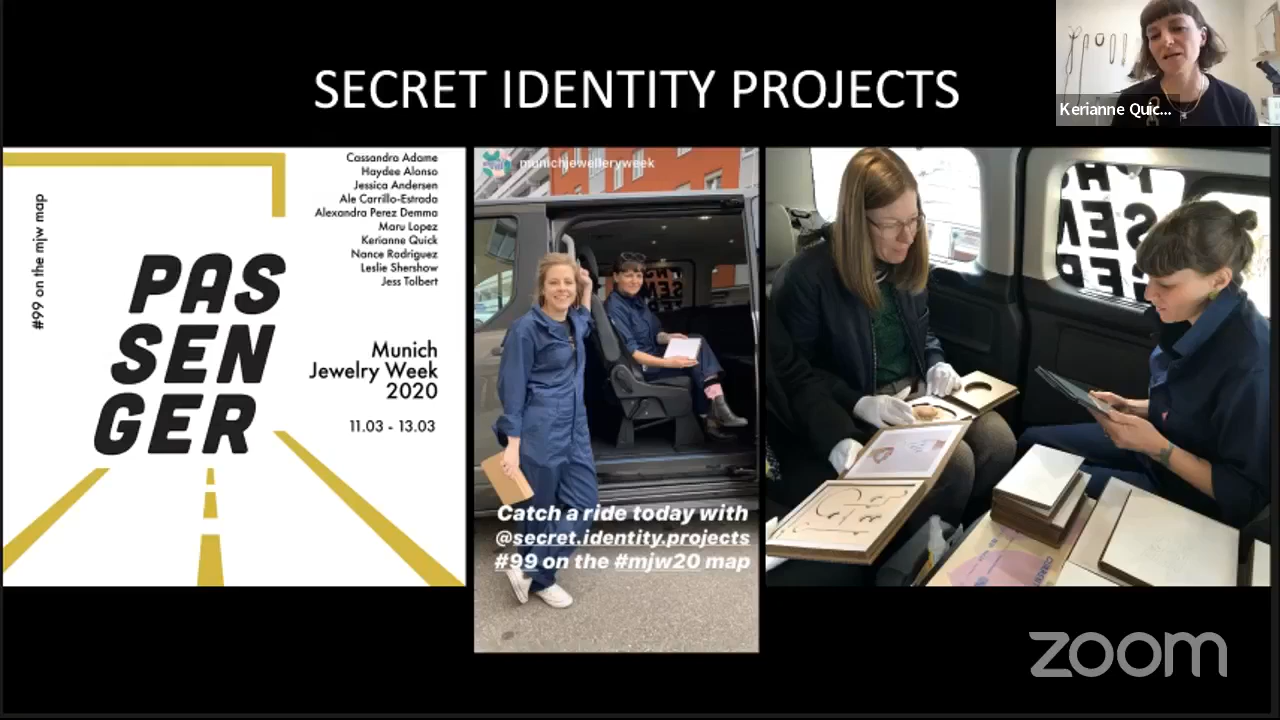 SECRET IDENTITY PROJECTS
Kerianne Quic...
#99 on the mjw map
PAS
SEN
GER
Cassandra Adame
Haydee Alonso
Jessica Andersen
Ale Carrillo-Estrada
Alexandra Perez Demma
Maru Lopez
Kerianne Quick
Nance Rodriguez
Leslie Shershow
Jess Tolbert
Munich
Jewelry Week
2020
11.03 - 13.03
munichjewelleryweek
Catch a ride today with
@secret.identity.projects
#99 on the #mjw20 map
zoom